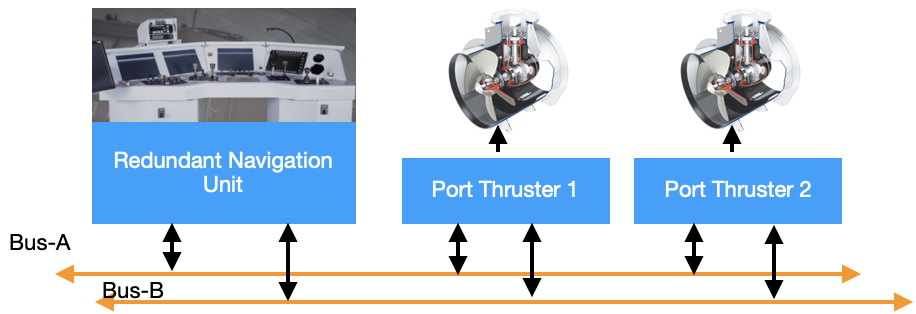 Redundant Navigation
Unit
Port Thruster 1
Port Thruster 2
Bus-A
Bus-B